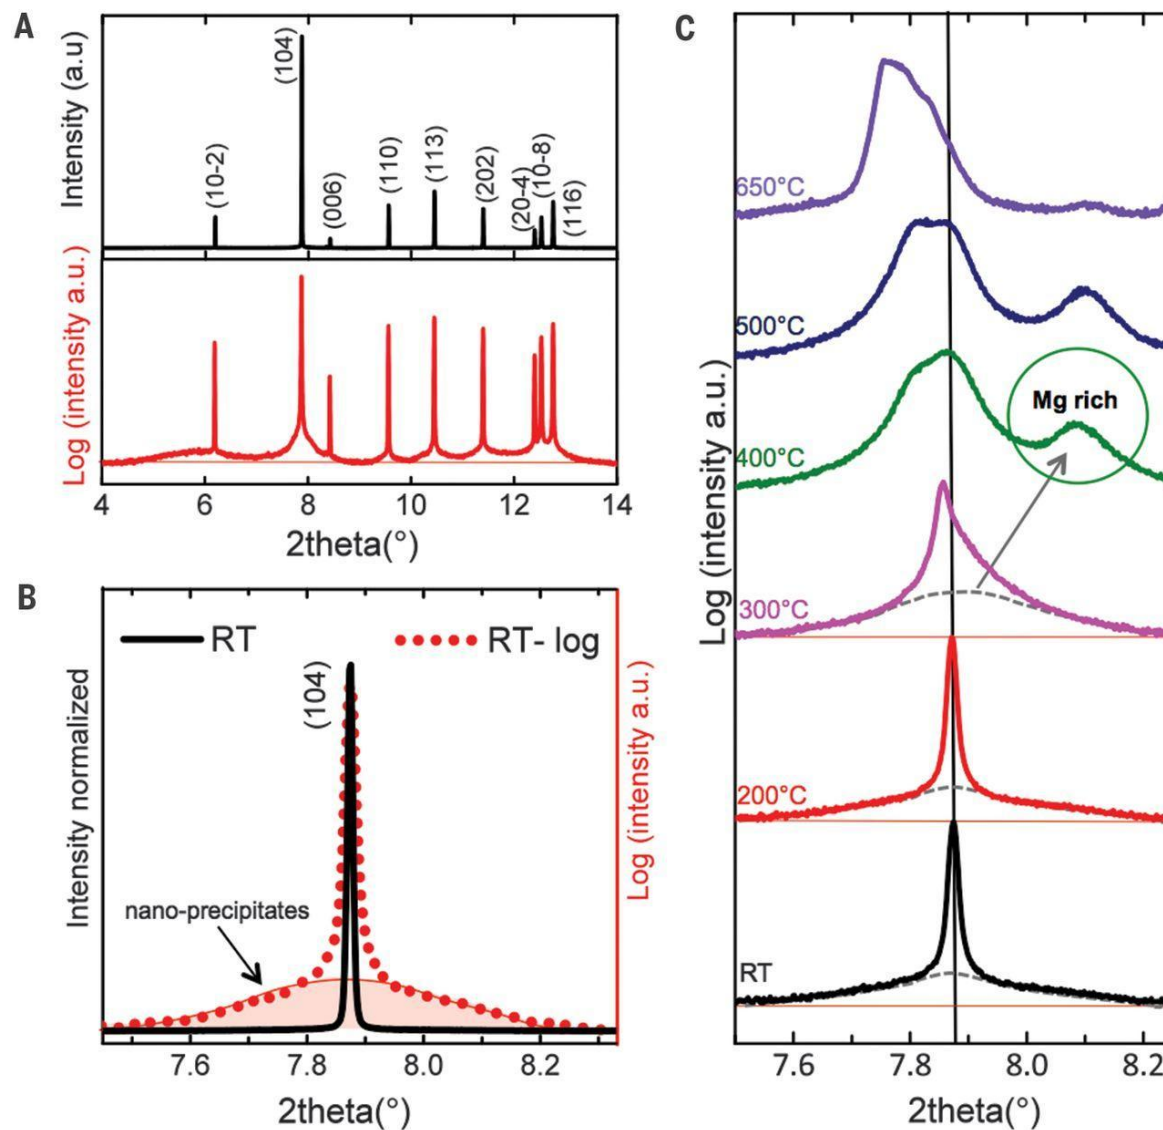 A
Intensity (a.u)
(10-2)
(104)
(006)
(110)
(113)
(202)
(20-4)
(10-8)
(116)
Log (intensity a.u.)
4 6 8 10 12 14
2theta(°)
B
RT
RT- log
(104)
Intensity normalized
Log (intensity a.u.)
nano-precipitates
7.6 7.8 8.0 8.2
2theta(°)
C
Log (intensity a.u.)
650°C
500°C
Mg rich
400°C
300°C
200°C
RT
7.6 7.8 8.0 8.2
2theta(°)